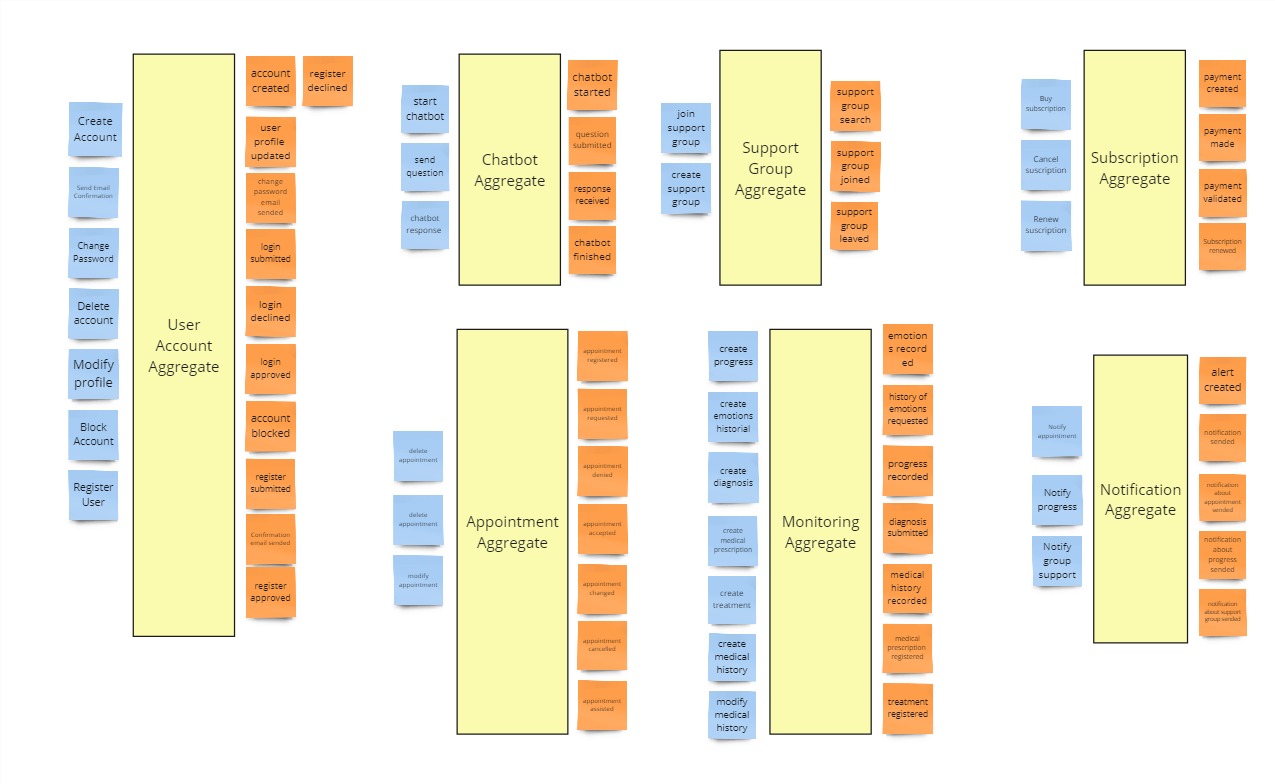 Create
Account
Send Email
Confirmation
Change
Password
Delete
account
Modify
profile
Block
Account
Register
User
User
Account
Aggregate
account
created
register
declined
user
profile
updated
change
password
email
sended
login
submitted
login
declined
login
approved
account
blocked
register
submitted
Confirmation
email sended
register
approved
start
chatbot
send
question
chatbot
response
Chatbot
Aggregate
chatbot
started
question
submitted
response
received
chatbot
finished
join
support
group
create
support
group
Support
Group
Aggregate
support
group
search
support
group
joined
support
group
leaved
Buy
subscription
Cancel
suscription
Renew
suscription
Subscription
Aggregate
payment
created
payment
made
payment
validated
Subscription
renewed
delete
appointment
delete
appointment
modify
appointment
Appointment
Aggregate
appointment
registered
appointment
requested
appointment
denied
appointment
accepted
appointment
changed
appointment
cancelled
appointment
assisted
create
progress
create
emotions
historial
create
diagnosis
create
medical
prescription
create
treatment
create
medical
history
modify
medical
history
Monitoring
Aggregate
emotion
s record
ed
history of
emotions
requested
progress
recorded
diagnosis
submitted
medical
history
recorded
medical
prescription
registered
treatment
registered
Notify
appointment
Notify
progress
Notify
group
support
Notification
Aggregate
alert
created
notification
sended
notification
about
appointment
sended
notification
about
progress
sended
notification
about support
group sended